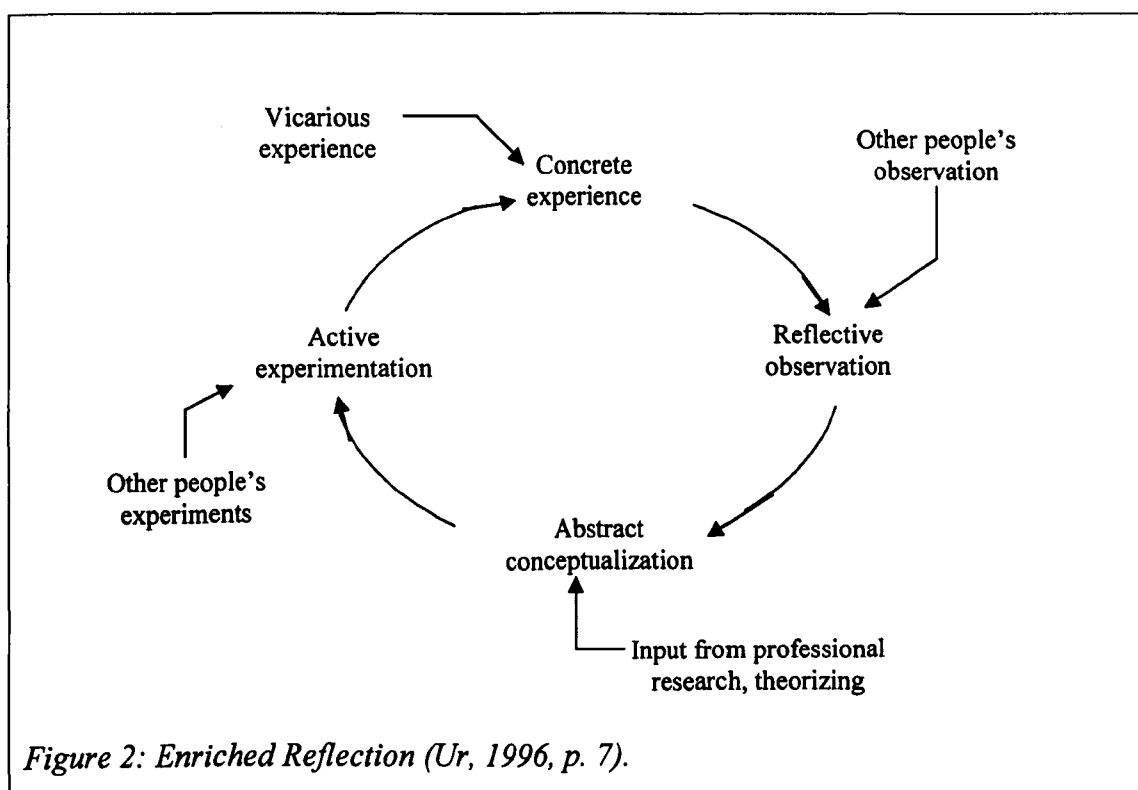 Vicarious
experience
Concrete
experience
Other people's
observation
Reflective
observation
Active
experimentation
Other people's
experiments
Abstract
conceptualization
Input from professional
research, theorizing
Figure 2: Enriched Reflection (Ur, 1996, p. 7).